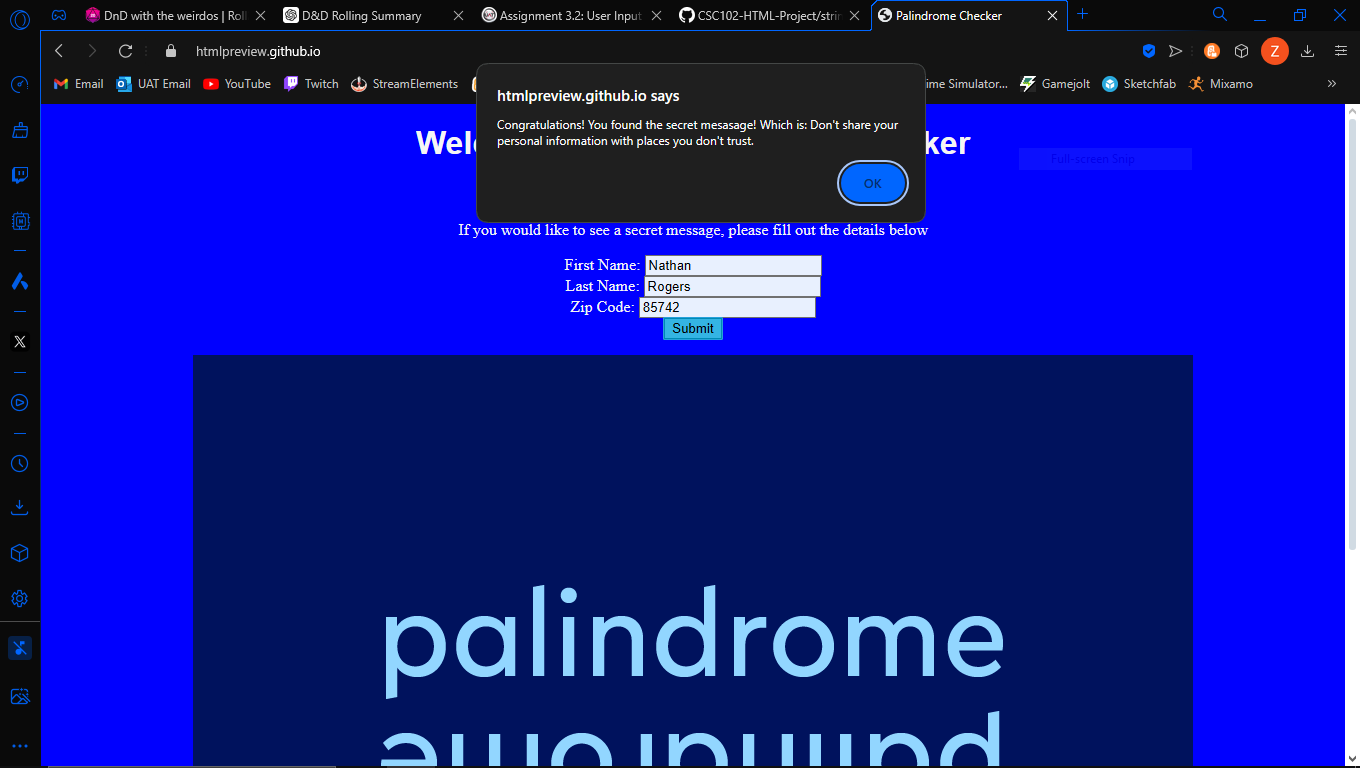 DnD with the weirdos | Roll
D&D Rolling Summary
Assignment 3.2: User Input
CSC102-HTML-Project/strin
Palindrome Checker
htmlpreview.github.io
Z
Email
UAT Email
YouTube
Twitch
StreamElements
ime Simulator...
Gamejolt
Sketchfab
Mixamo
htmlpreview.github.io says
Congratulations! You found the secret mesasage! Which is: Don't share your
personal information with places you don't trust.
OK
Full-screen Snip
If you would like to see a secret message, please fill out the details below
First Name: Nathan
Last Name: Rogers
Zip Code: 85742
Submit
palindrome